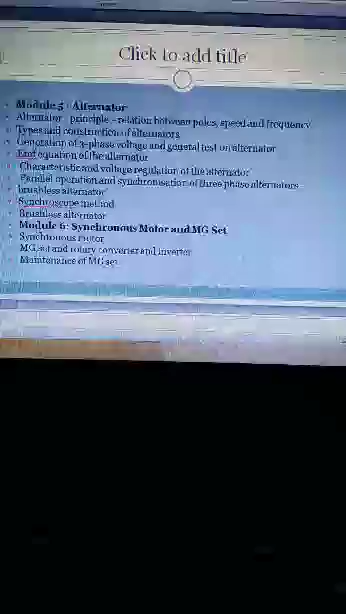 Click to add title
Module 5 : Alternator
Alternator - principle - relation between poles, speed and frequency
Types and construction of alternators
Generation of 3-phase voltage and general test on alternator
Emf equation of the alternator
Characteristic and voltage regulation of the alternator
Parallel operation and synchronisation of three phase alternators
brushless alternator
Synchroscope method
Brushless alternator
Module 6: Synchronous Motor and MG Set
Synchronous motor
MG set and rotary converter and inverter
Maintenance of MG set